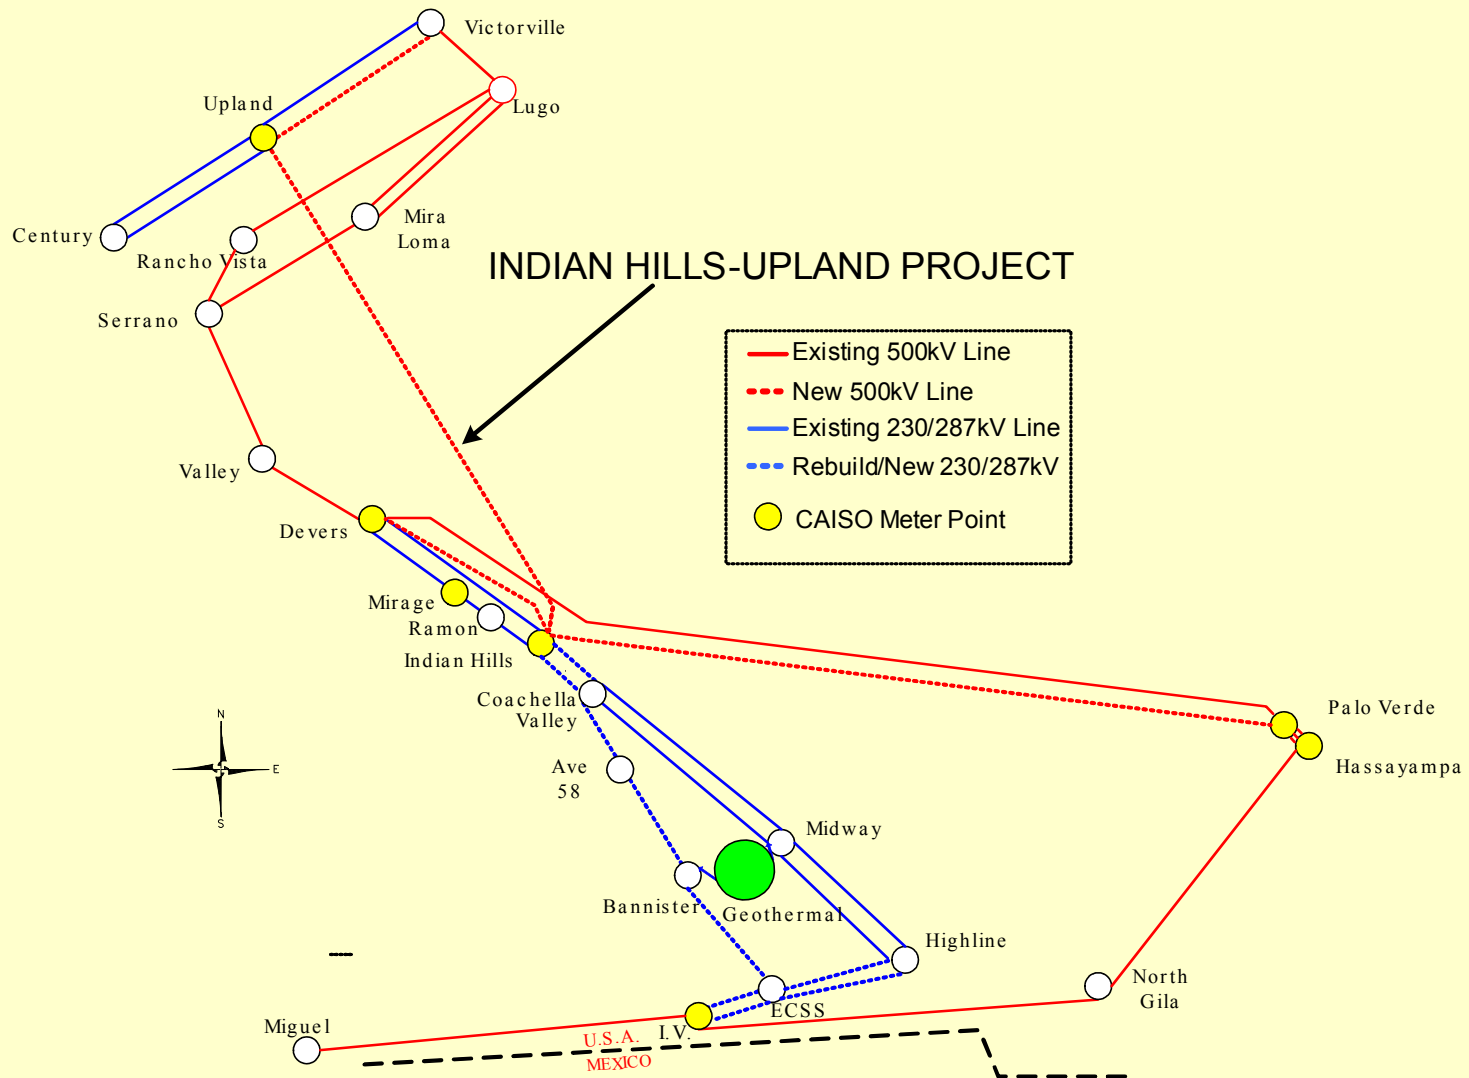 Victorville
Upland
Lugo
Mira
Loma
Century
Rancho Vista
INDIAN HILLS-UPLAND PROJECT
Serrano
Existing 500kV Line
New 500kV Line
Existing 230/287kV Line
Rebuild/New 230/287kV
CAISO Meter Point
Valley
Devers
Mirage
Ramon
Indian Hills
Coachella
Valley
Palo Verde
Hassayampa
N
E
S
Ave
58
Midway
Bannister
Geothermal
Highline
North
Gila
ECSS
I.V.
Miguel
U.S.A.
MEXICO